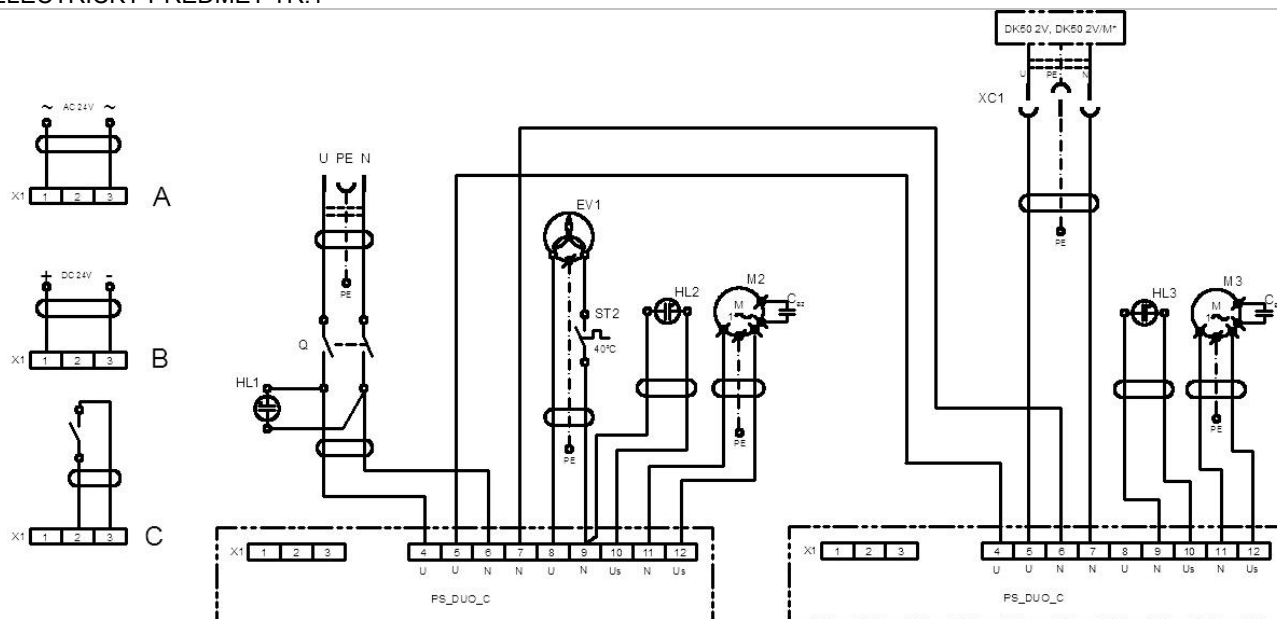 DK50 2V, DK50 2V/M*
U PE N
XC1
PE
~ AC 24V ~
X1 1 2 3 A
+ DC 24V -
X1 1 2 3 B
X1 1 2 3 C
U PE N
PE
Q
HL1
EV1
PE
ST2
40°C
HL2
M2
M
1
PE
HL3
M3
M
1
PE
X1 1 2 3
4 5 6 7 8 9 10 11 12
U U N N U N Us N Us
PS_DUO_C
X1 1 2 3
4 5 6 7 8 9 10 11 12
U U N N U N Us N Us
PS_DUO_C